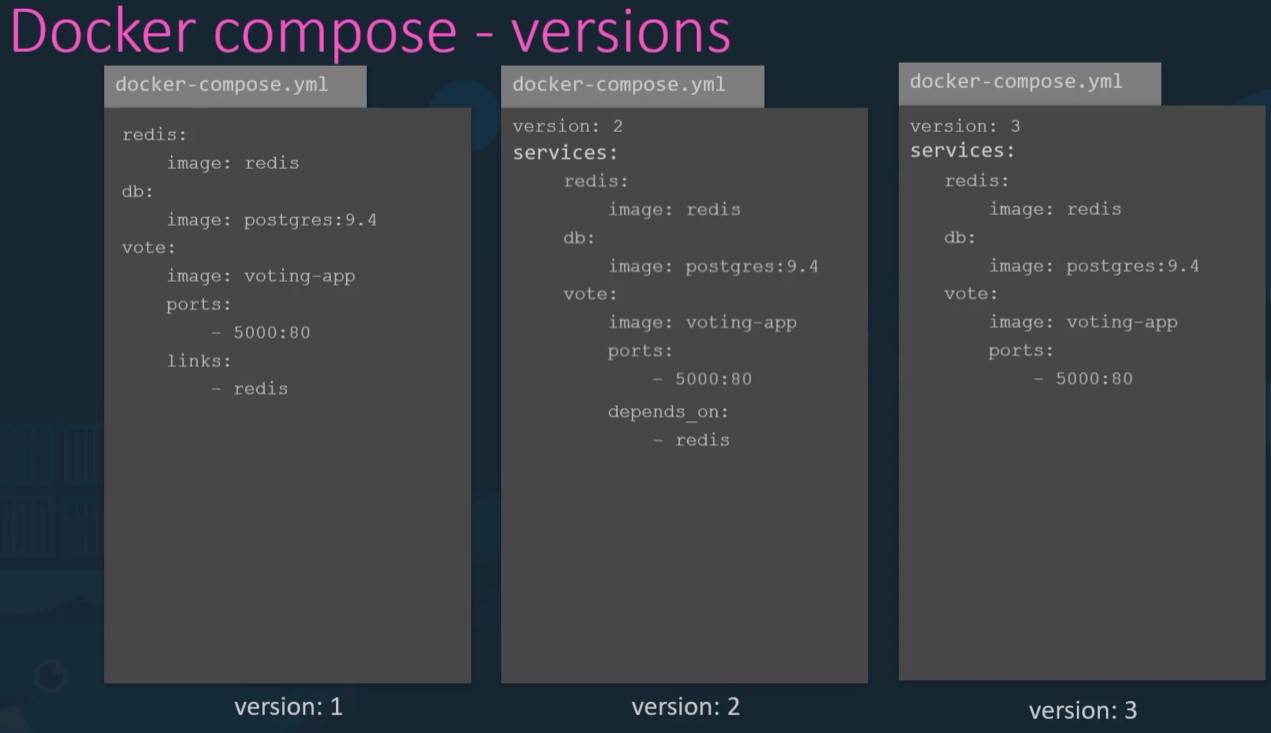 Docker compose - versions
docker-compose.yml
redis:
image: redis
db:
image: postgres:9.4
vote:
image: voting-app
ports:
- 5000:80
links:
- redis
version: 1
docker-compose.yml
version: 2
services:
redis:
image: redis
db:
image: postgres:9.4
vote:
image: voting-app
ports:
- 5000:80
depends_on:
- redis
version: 2
docker-compose.yml
version: 3
services:
redis:
image: redis
db:
image: postgres:9.4
vote:
image: voting-app
ports:
- 5000:80
version: 3